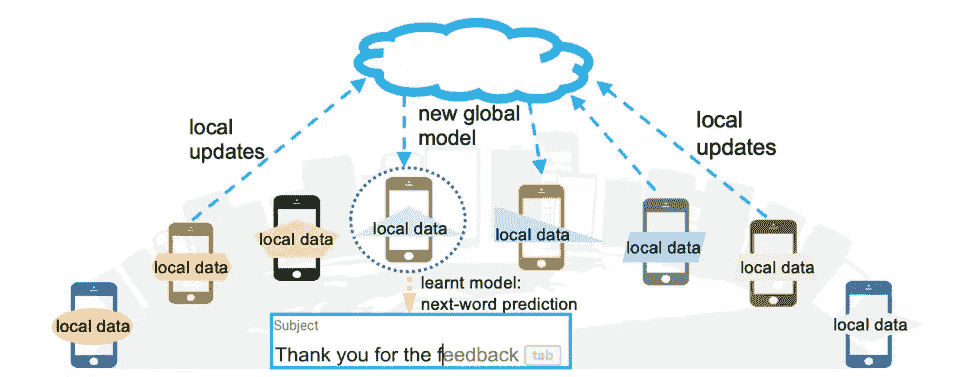 local
updates
new global
model
local
updates
local data
local data
local data
local data
local data
local data
local data
local data
learnt model:
next-word prediction
Subject
Thank you for the feedback tab